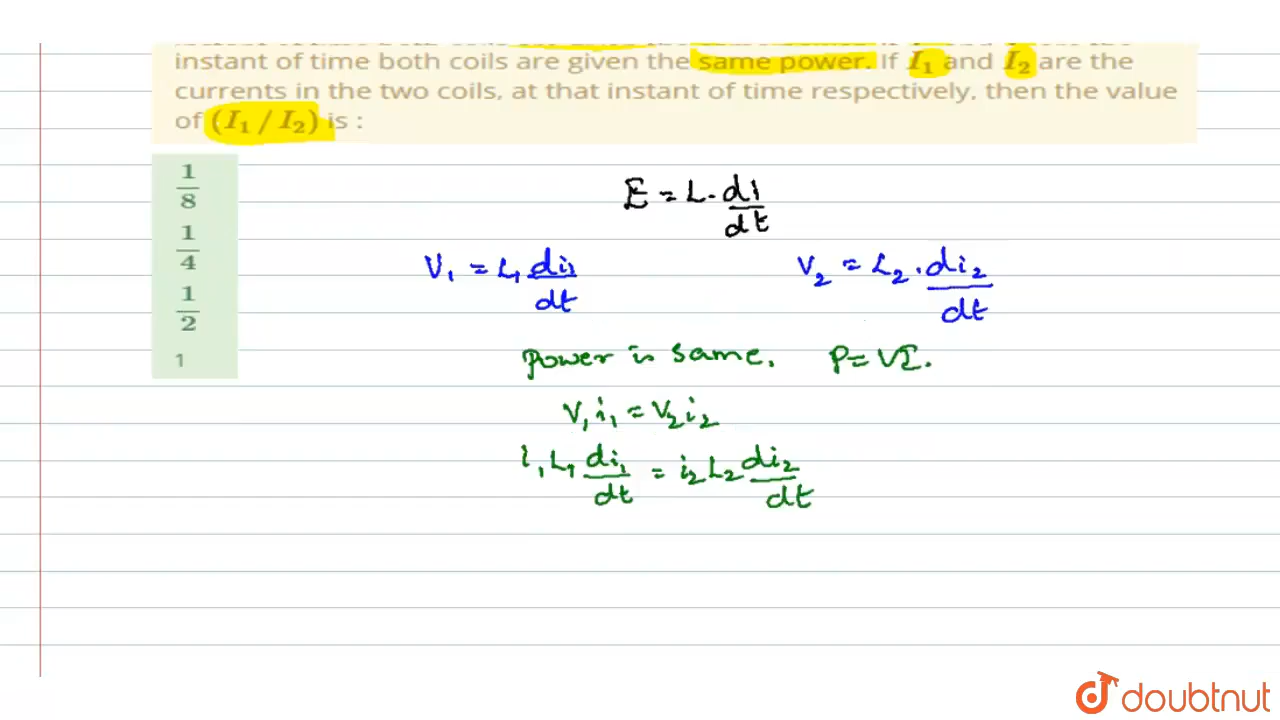 instant of time both coils are given the same power. If I₁ and I₂ are the
currents in the two coils, at that instant of time respectively, then the value
of (I₁ / I₂) is :
1/8
1/4
1/2
1
E = L . di/dt
V₁ = L₁ di₁/dt
V₂ = L₂ . di₂/dt
Power is same. P = VI.
V₁ i₁ = V₂ i₂
i₁ L₁ di₁/dt = i₂ L₂ di₂/dt
doubtnut